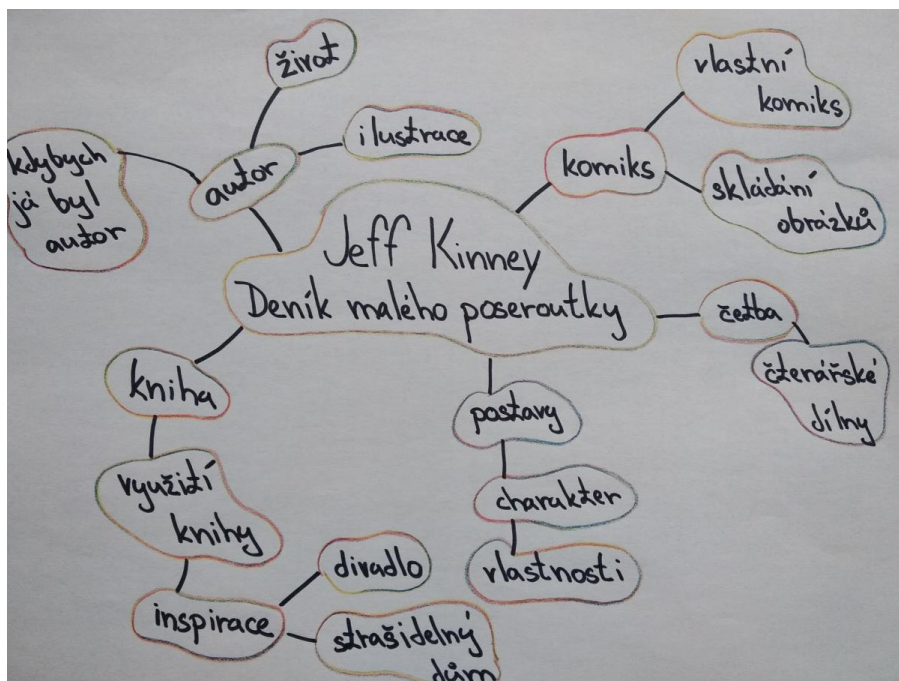 život
vlastní
komiks
kdybych
já byl
autor
autor
ilustrace
komiks
skládání
obrázků
Jeff Kinney
Deník malého poseroutky
četba
čtenářské
dílny
kniha
postavy
využití
knihy
charakter
vlastnosti
divadlo
inspirace
strašidelný
dům